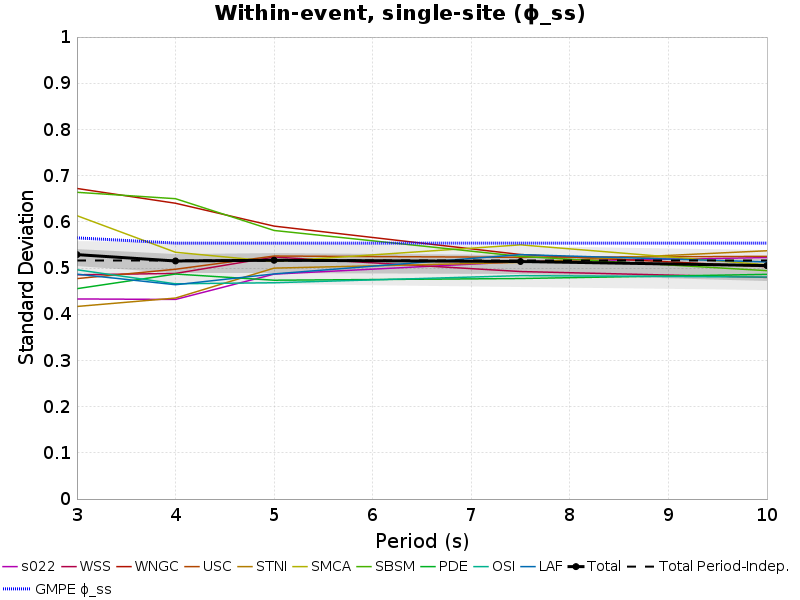 Within-event, single-site (ϕ_ss)
Standard Deviation
1
0.9
0.8
0.7
0.6
0.5
0.4
0.3
0.2
0.1
0
3 4 5 6 7 8 9 10
Period (s)
s022 WSS WNGC USC STNI SMCA SBSM PDE OSI LAF Total Total Period-Indep.
GMPE ϕ_ss